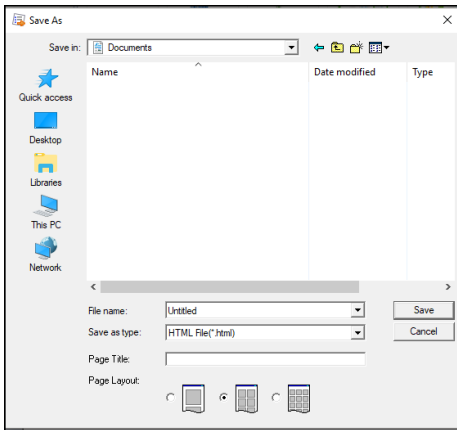 Save As
Save in: Documents
Name Date modified Type
Quick access
Desktop
Libraries
This PC
Network
File name: Untitled Save
Save as type: HTML File(*.html) Cancel
Page Title:
Page Layout: